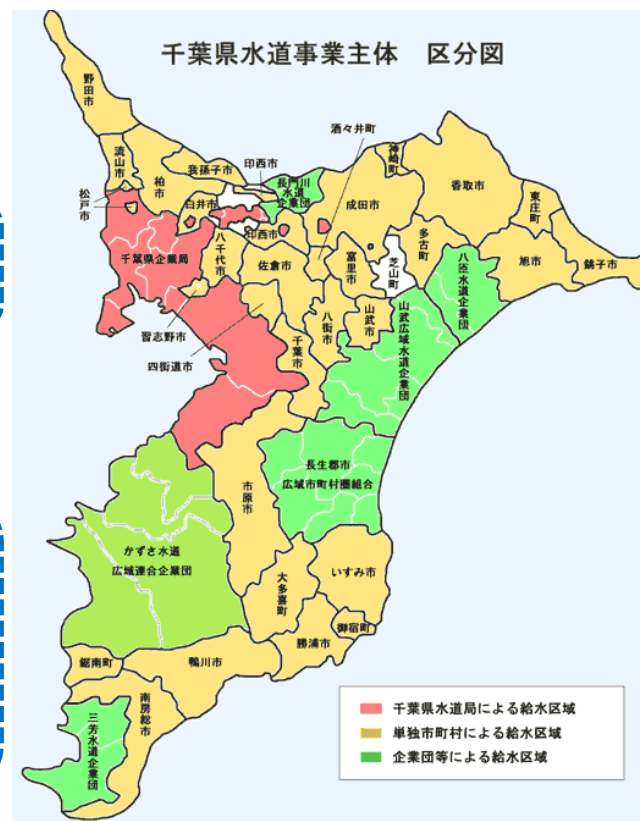 千葉県水道事業主体 区分図
野田市
酒々井町
流山市
柏市
我孫子市
印西市
長門川
水道
企業団
神崎町
香取市
松戸市
白井市
印西市
成田市
東庄町
千葉県企業局
八千代市
佐倉市
富里市
芝山町
多古町
八匝水道企業団
旭市
銚子市
習志野市
四街道市
千葉市
八街市
山武市
山武広域水道企業団
市原市
長生郡市
広域市町村圏組合
かずさ水道
広域連合企業団
大多喜町
いすみ市
御宿町
勝浦市
鋸南町
鴨川市
南房総市
三芳水道企業団
千葉県水道局による給水区域
単独市町村による給水区域
企業団等による給水区域